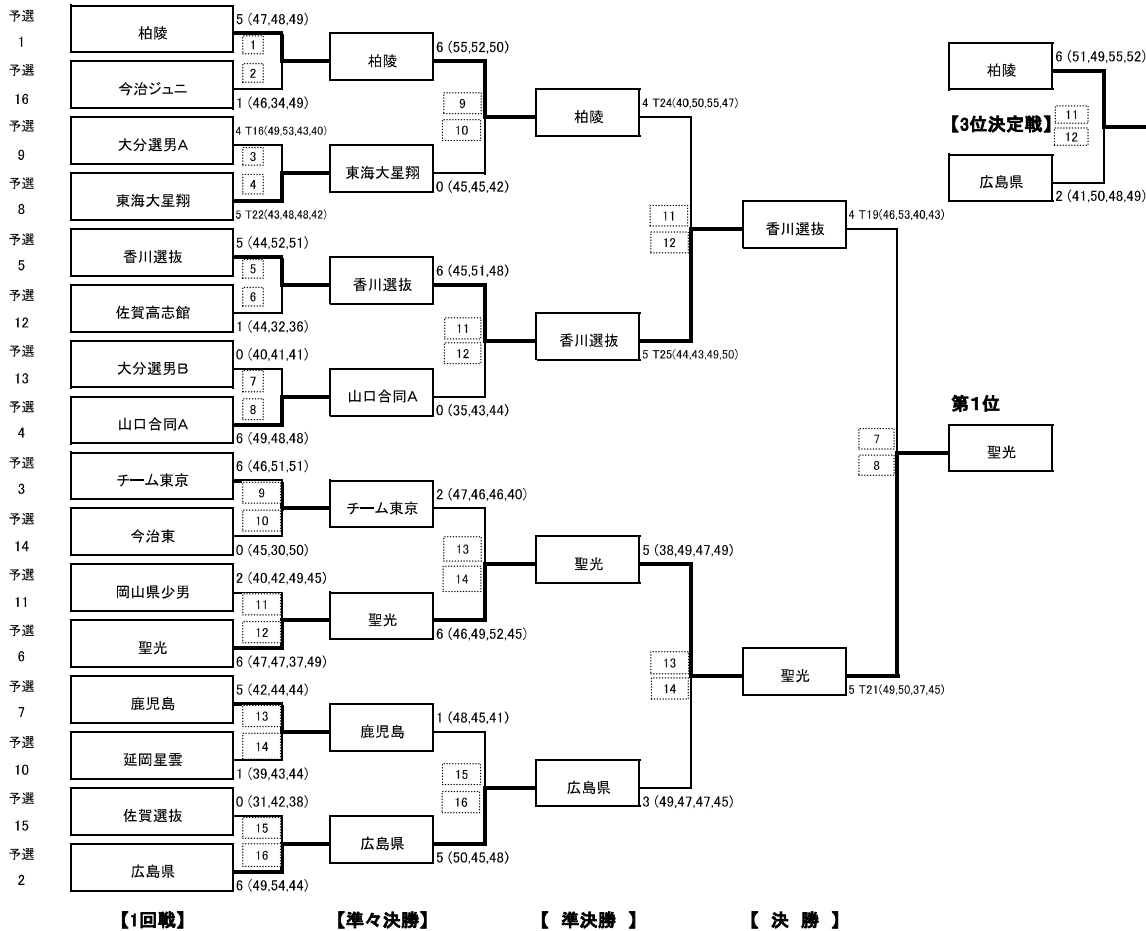 予選
1
柏陵
5 (47,48,49)
1
2
予選
16
今治ジュニ
1 (46,34,49)
予選
9
大分選男A
4 T16(49,53,43,40)
3
4
予選
8
東海大星翔
5 T22(43,48,48,42)
予選
5
香川選抜
5 (44,52,51)
5
6
予選
12
佐賀高志館
1 (44,32,36)
予選
13
大分選男B
0 (40,41,41)
7
8
予選
4
山口合同A
6 (49,48,48)
予選
3
チーム東京
6 (46,51,51)
9
10
予選
14
今治東
0 (45,30,50)
予選
11
岡山県少男
2 (40,42,49,45)
11
12
予選
6
聖光
6 (47,47,37,49)
予選
7
鹿児島
5 (42,44,44)
13
14
予選
10
延岡星雲
1 (39,43,44)
予選
15
佐賀選抜
0 (31,42,38)
15
16
予選
2
広島県
6 (49,54,44)
【1回戦】
柏陵
6 (55,52,50)
9
10
東海大星翔
0 (45,45,42)
香川選抜
6 (45,51,48)
11
12
山口合同A
0 (35,43,44)
チーム東京
2 (47,46,46,40)
13
14
聖光
6 (46,49,52,45)
鹿児島
1 (48,45,41)
15
16
広島県
5 (50,45,48)
【準々決勝】
柏陵
4 T24(40,50,55,47)
11
12
香川選抜
5 T25(44,43,49,50)
聖光
5 (38,49,47,49)
13
14
広島県
3 (49,47,47,45)
【 準決勝 】
香川選抜
4 T19(46,53,40,43)
7
8
聖光
5 T21(49,50,37,45)
【 決 勝 】
柏陵
6 (51,49,55,52)
【3位決定戦】
11
12
広島県
2 (41,50,48,49)
第1位
聖光